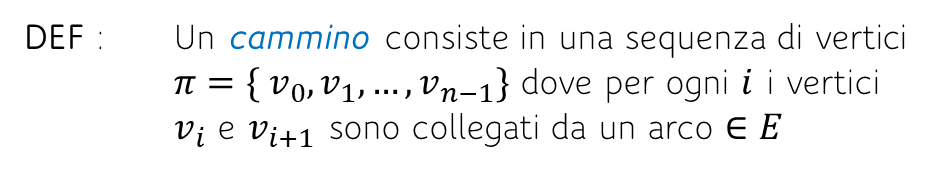 DEF : Un cammino consiste in una sequenza di vertici
π = { v₀, v₁, … , vₙ₋₁} dove per ogni i i vertici
vᵢ e vᵢ₊₁ sono collegati da un arco ∈ E